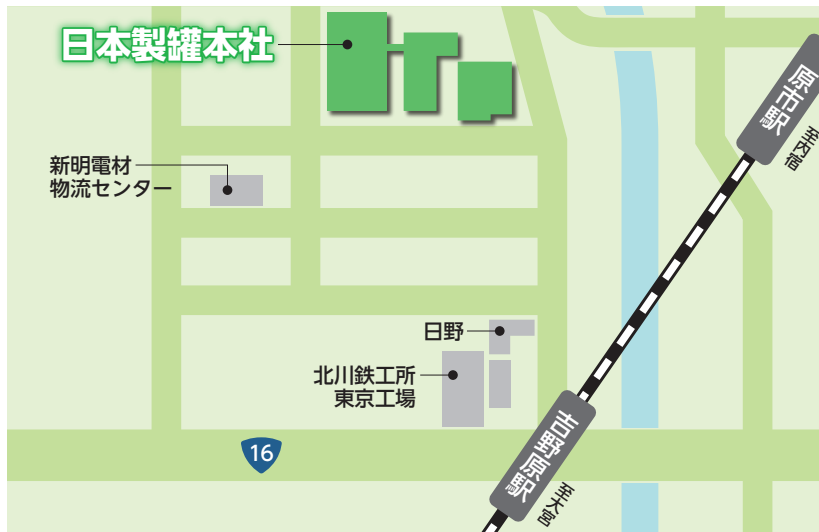 日本製罐本社
原市駅
至内宿
新明電材
物流センター
日野
北川鉄工所
東京工場
吉野原駅
至大宮
16